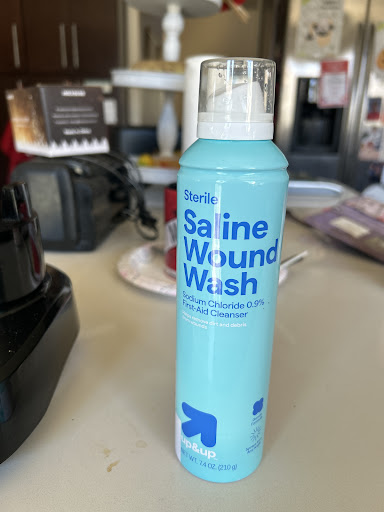 Sterile
Saline
Wound
Wash
Sodium Chloride 0.9%
First-Aid Cleanser
up&up
NET WT. 7.4 OZ. (210 g)